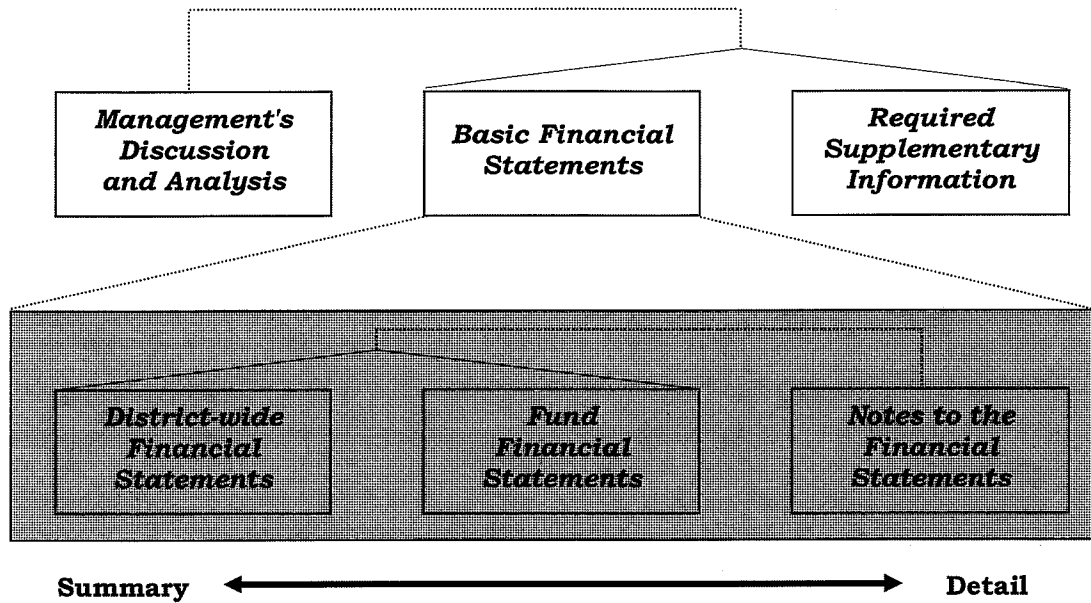 Management's
Discussion
and Analysis
Basic Financial
Statements
Required
Supplementary
Information
District-wide
Financial
Statements
Fund
Financial
Statements
Notes to the
Financial
Statements
Summary
Detail